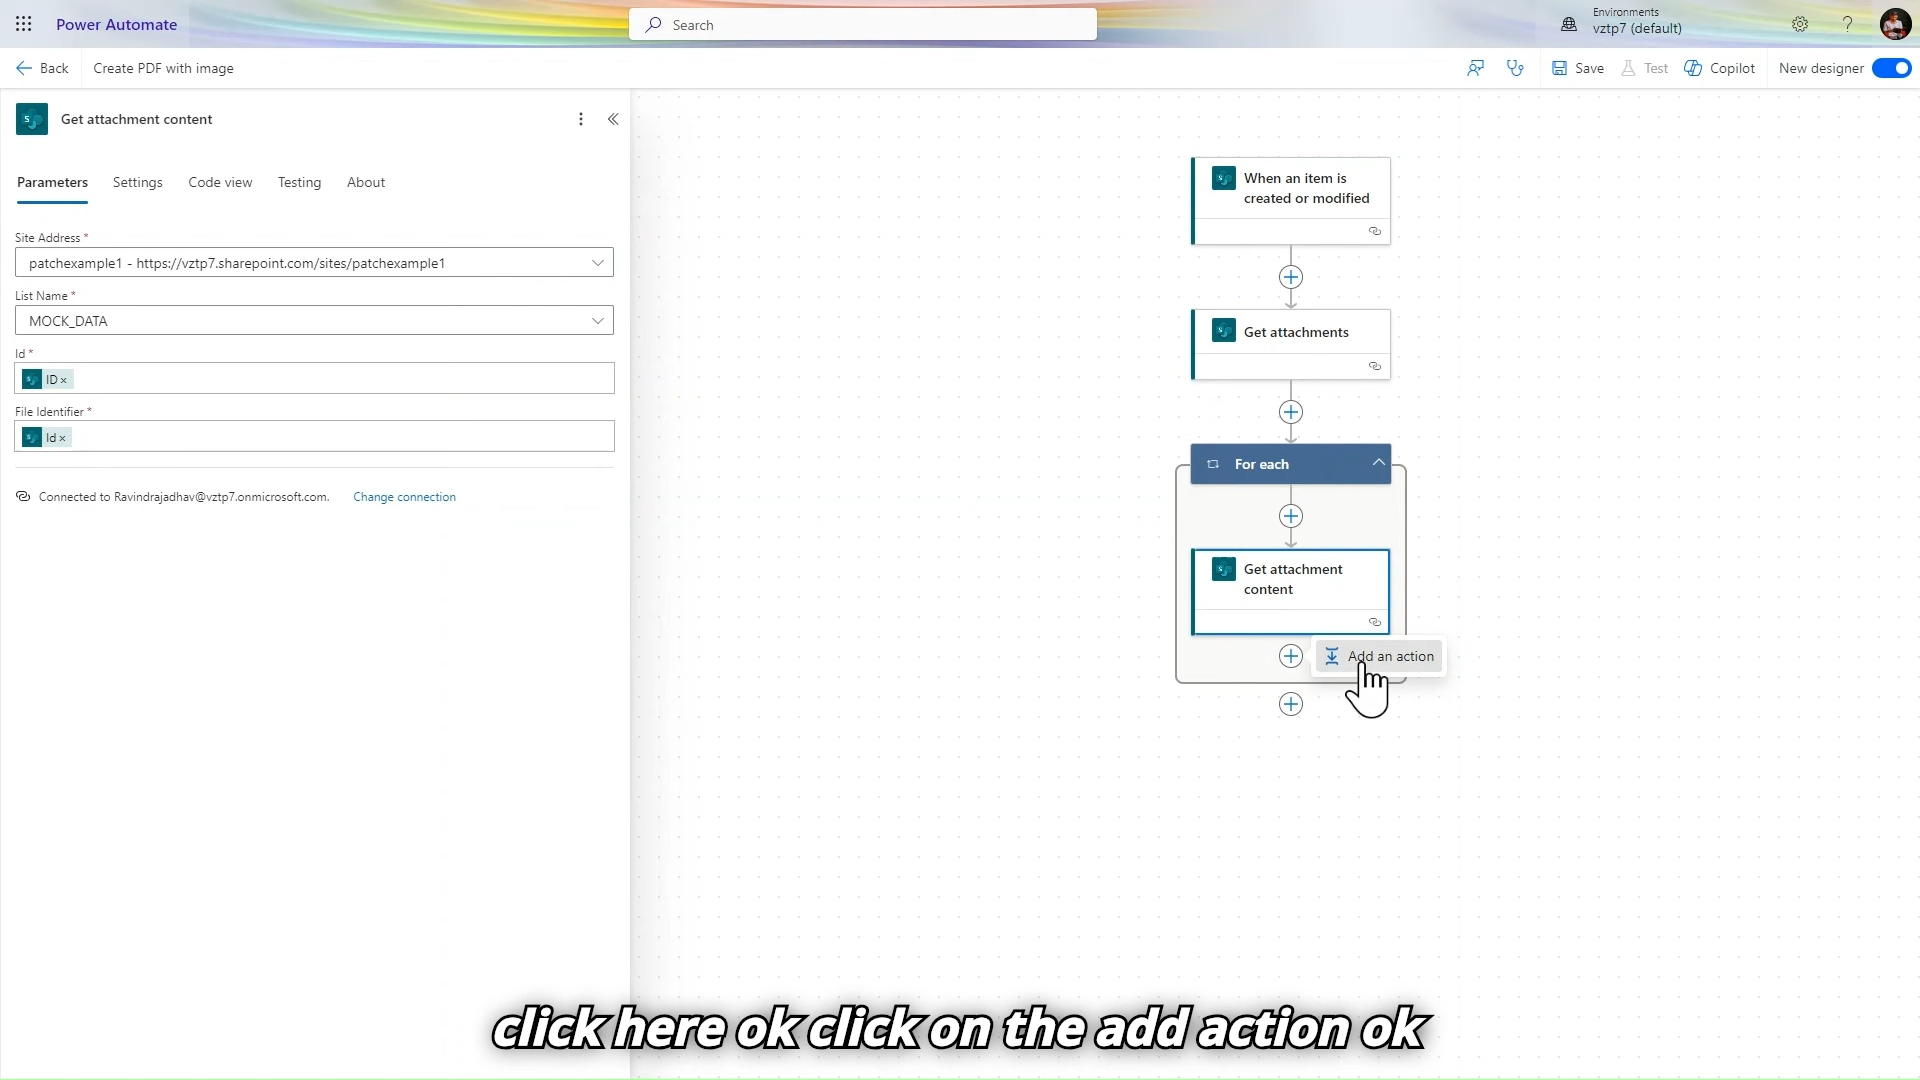 Power Automate
Search
Environments
vztp7 (default)
?
Back
Create PDF with image
Save
Test
Copilot
New designer
Get attachment content
Parameters
Settings
Code view
Testing
About
Site Address *
patchexample1 - https://vztp7.sharepoint.com/sites/patchexample1
List Name *
MOCK_DATA
Id *
ID ×
File Identifier *
Id ×
Connected to Ravindrajadhav@vztp7.onmicrosoft.com.
Change connection
When an item is
created or modified
Get attachments
For each
Get attachment
content
Add an action
click here ok click on the add action ok